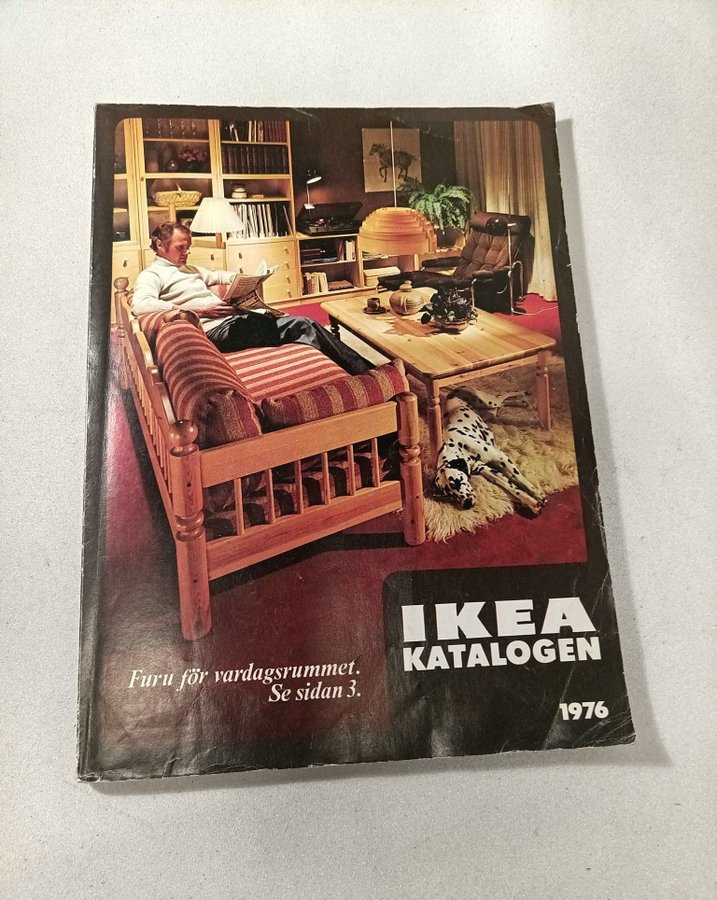 Furu för vardagsrummet.
Se sidan 3.
IKEA
KATALOGEN
1976